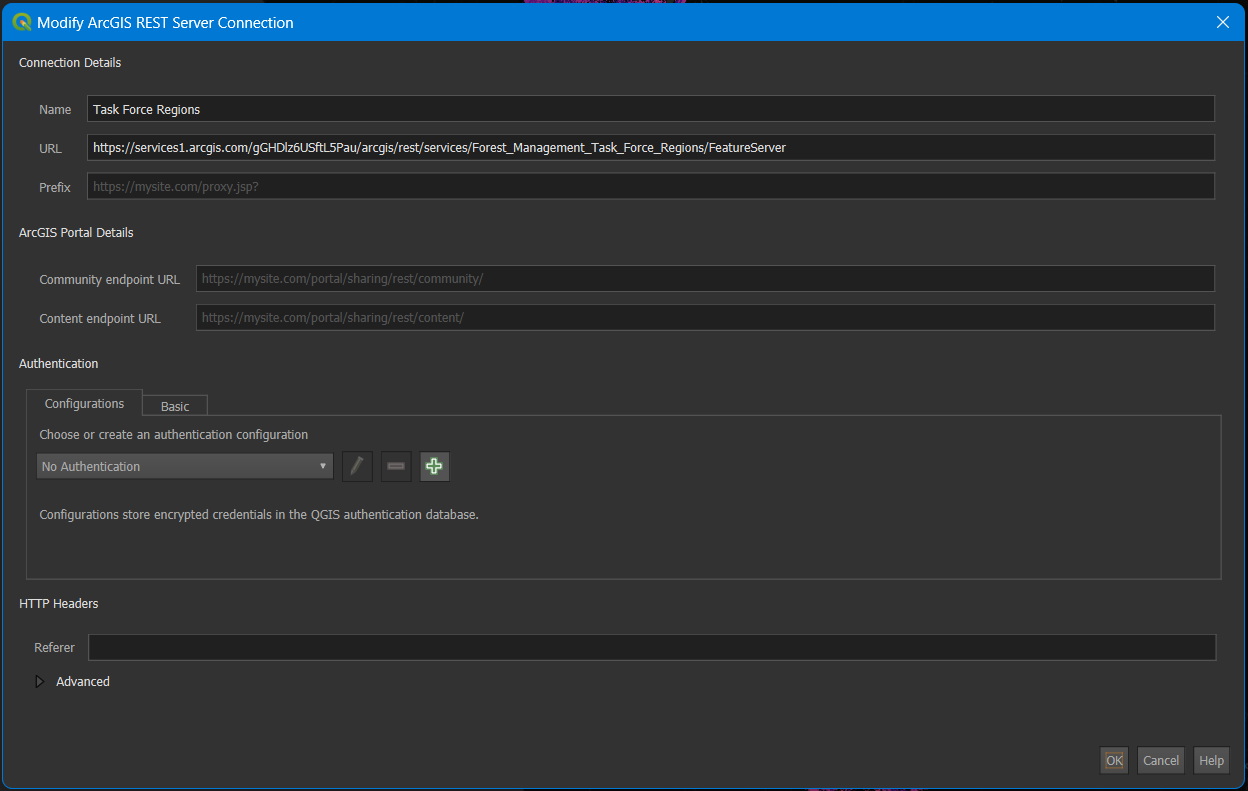 Modify ArcGIS REST Server Connection
Connection Details
Name Task Force Regions
URL https://services1.arcgis.com/gGHDlz6USftL5Pau/arcgis/rest/services/Forest_Management_Task_Force_Regions/FeatureServer
Prefix https://mysite.com/proxy.jsp?
ArcGIS Portal Details
Community endpoint URL https://mysite.com/portal/sharing/rest/community/
Content endpoint URL https://mysite.com/portal/sharing/rest/content/
Authentication
Configurations Basic
Choose or create an authentication configuration
No Authentication
Configurations store encrypted credentials in the QGIS authentication database.
HTTP Headers
Referer
Advanced
OK Cancel Help